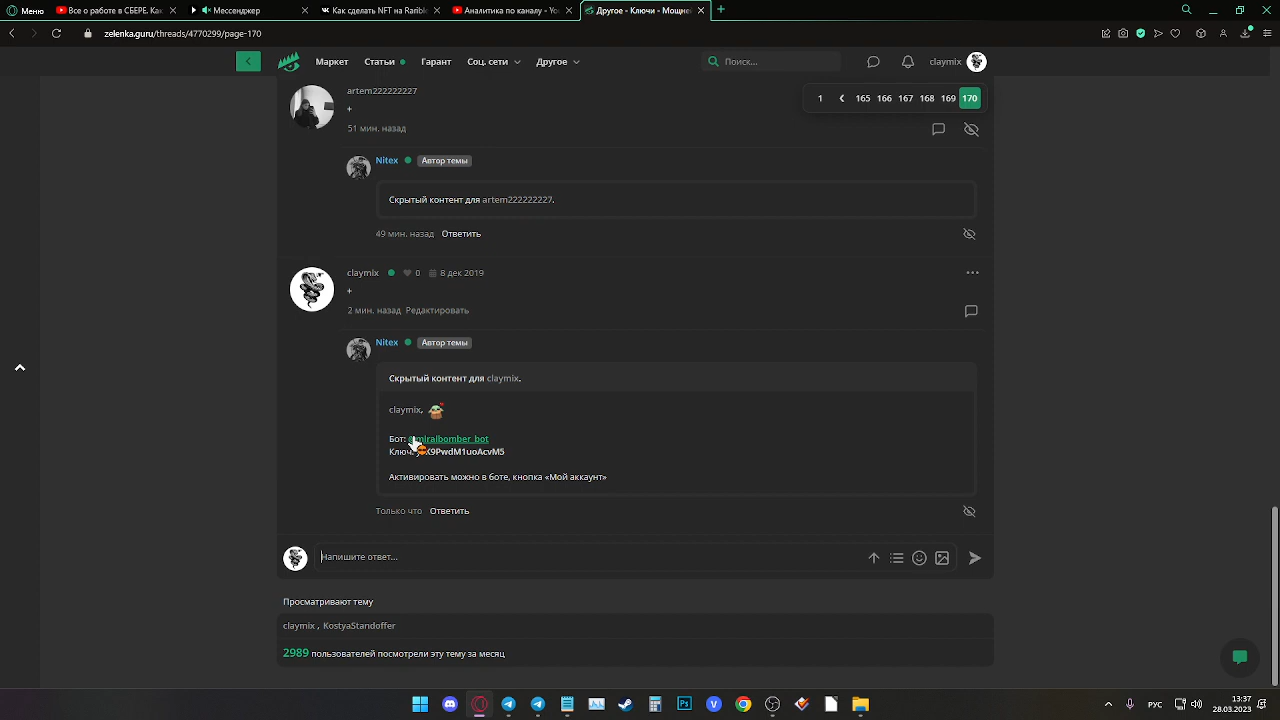 Меню
Все о работе в СБЕРЕ. Как
Мессенджер
Как сделать NFT на Rarible
Аналитика по каналу - You
Другое - Ключи - Мощней
zelenka.guru/threads/4770299/page-170
Маркет
Статьи
Гарант
Соц. сети
Другое
Поиск...
claymix
1
165
166
167
168
169
170
artem222222227
+
51 мин. назад
Nitex
Автор темы
Скрытый контент для artem222222227.
49 мин. назад
Ответить
claymix
0
8 дек 2019
+
2 мин. назад
Редактировать
Nitex
Автор темы
Скрытый контент для claymix.
claymix,
Бот: @miralbomber_bot
Активировать можно в боте, кнопка «Мой аккаунт»
Только что
Ответить
Напишите ответ...
Просматривают тему
claymix , KostyaStandoffer
2989 пользователей посмотрели эту тему за месяц
РУС
13:37
28.03.2023